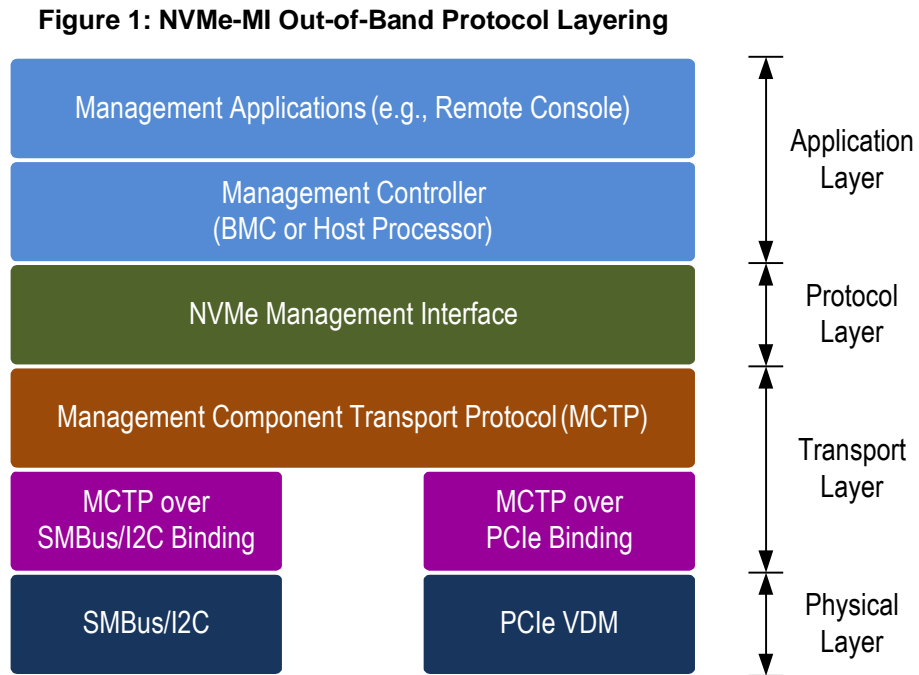 Figure 1: NVMe-MI Out-of-Band Protocol Layering
Management Applications (e.g., Remote Console)
Management Controller
(BMC or Host Processor)
Application
Layer
NVMe Management Interface
Protocol
Layer
Management Component Transport Protocol (MCTP)
MCTP over
SMBus/I2C Binding
MCTP over
PCIe Binding
Transport
Layer
SMBus/I2C
PCIe VDM
Physical
Layer